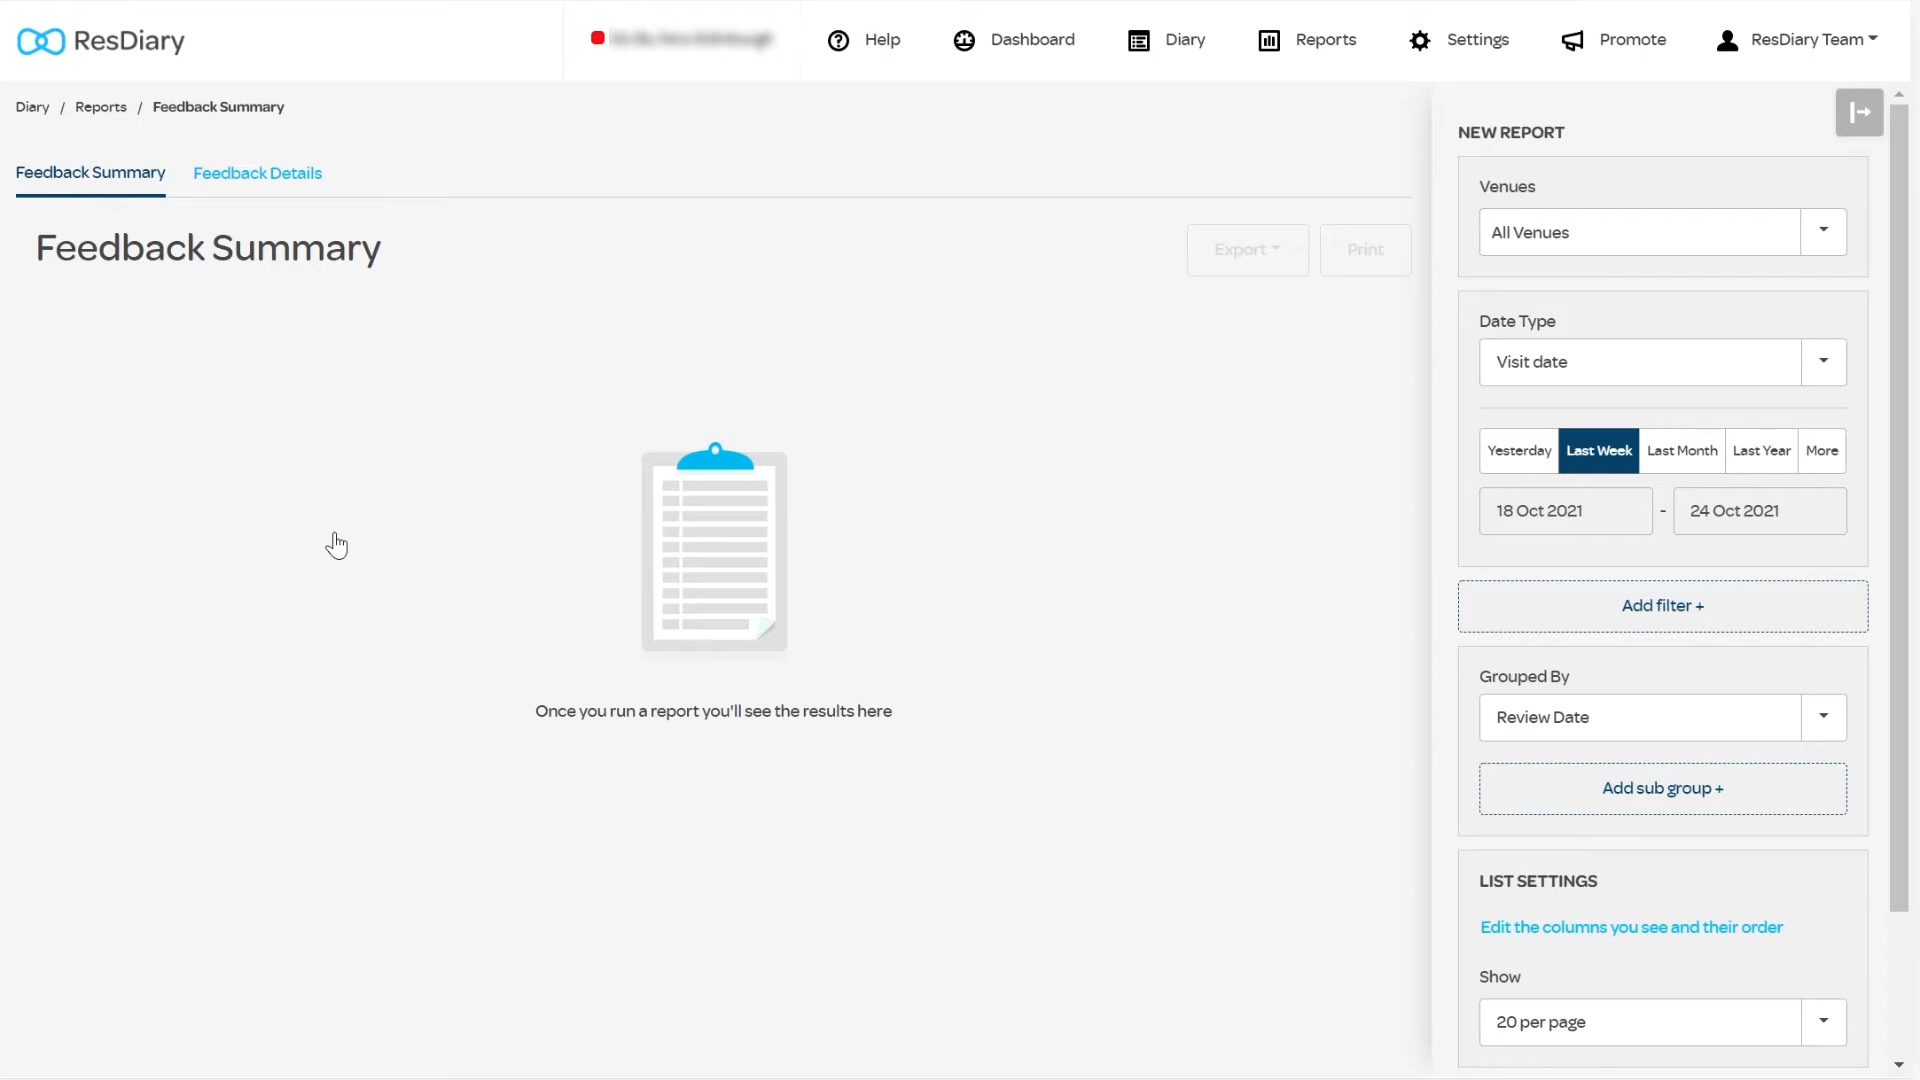 ResDiary
Help
Dashboard
Diary
Reports
Settings
Promote
ResDiary Team
Diary / Reports / Feedback Summary
Feedback Summary
Feedback Details
Feedback Summary
Export
Print
Once you run a report you'll see the results here
NEW REPORT
Venues
All Venues
Date Type
Visit date
Yesterday
Last Week
Last Month
Last Year
More
18 Oct 2021 - 24 Oct 2021
Add filter +
Grouped By
Review Date
Add sub group +
LIST SETTINGS
Edit the columns you see and their order
Show
20 per page